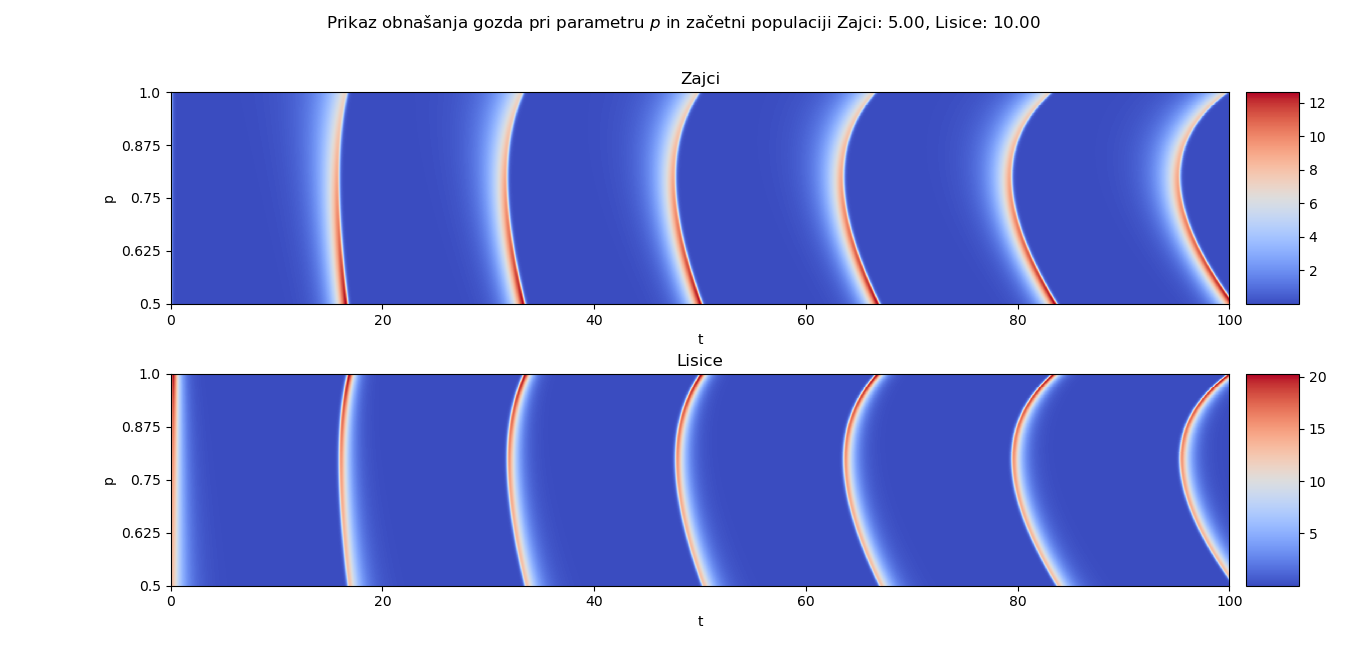 Prikaz obnašanja gozda pri parametru p in začetni populaciji Zajci: 5.00, Lisice: 10.00
Zajci
1.0
0.875
0.75
0.625
0.5
p
0 20 40 60 80 100
t
12
10
8
6
4
2
Lisice
1.0
0.875
0.75
0.625
0.5
p
0 20 40 60 80 100
t
20
15
10
5